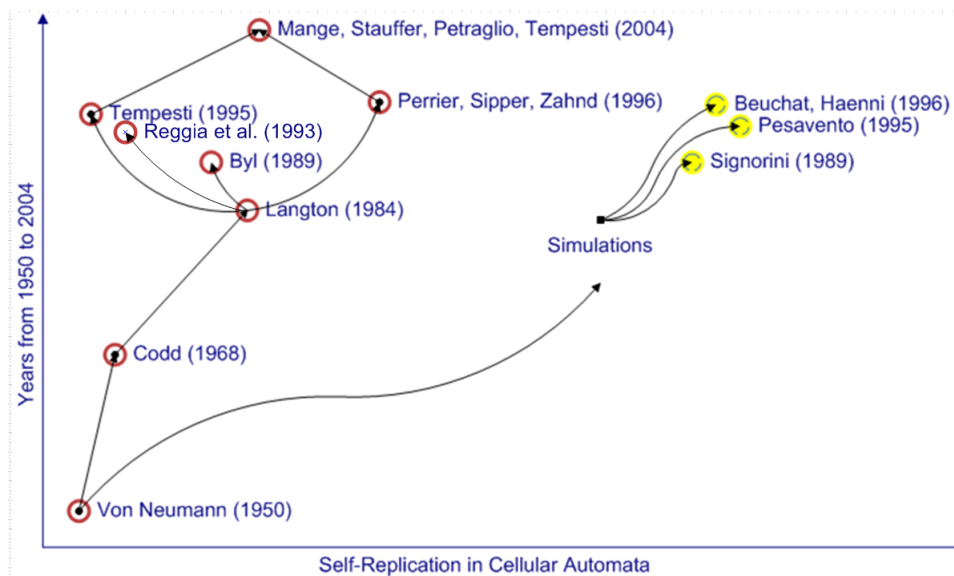 Mange, Stauffer, Petraglio, Tempesti (2004)
Tempesti (1995)
Perrier, Sipper, Zahnd (1996)
Beuchat, Haenni (1996)
Reggia et al. (1993)
Pesavento (1995)
Byl (1989)
Signorini (1989)
Langton (1984)
Simulations
Years from 1950 to 2004
Codd (1968)
Von Neumann (1950)
Self-Replication in Cellular Automata